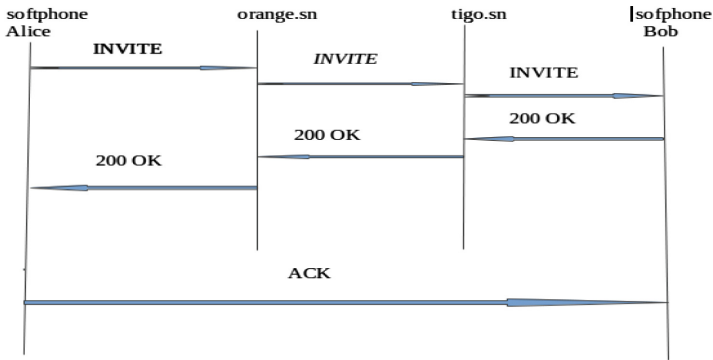 softphone orange.sn tigo.sn sofphone
Alice Bob
INVITE
INVITE
INVITE
200 OK
200 OK
200 OK
ACK